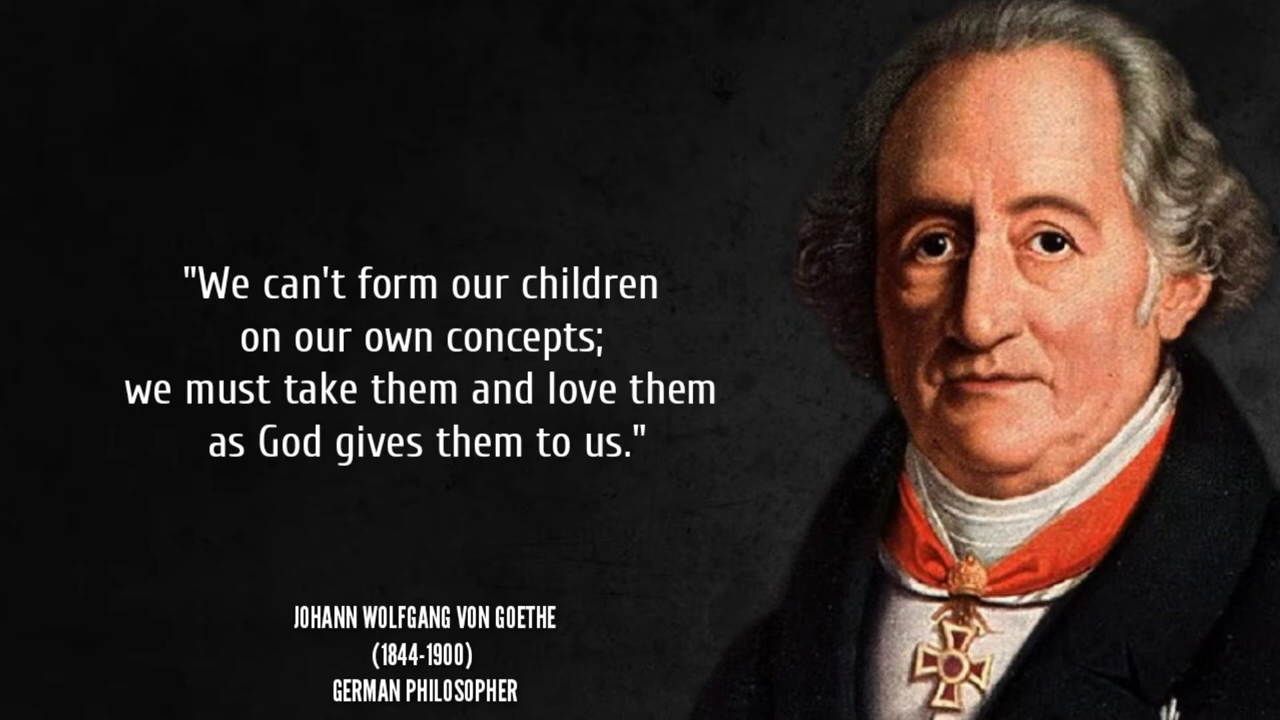 "We can't form our children
on our own concepts;
we must take them and love them
as God gives them to us."
JOHANN WOLFGANG VON GOETHE
(1844-1900)
GERMAN PHILOSOPHER